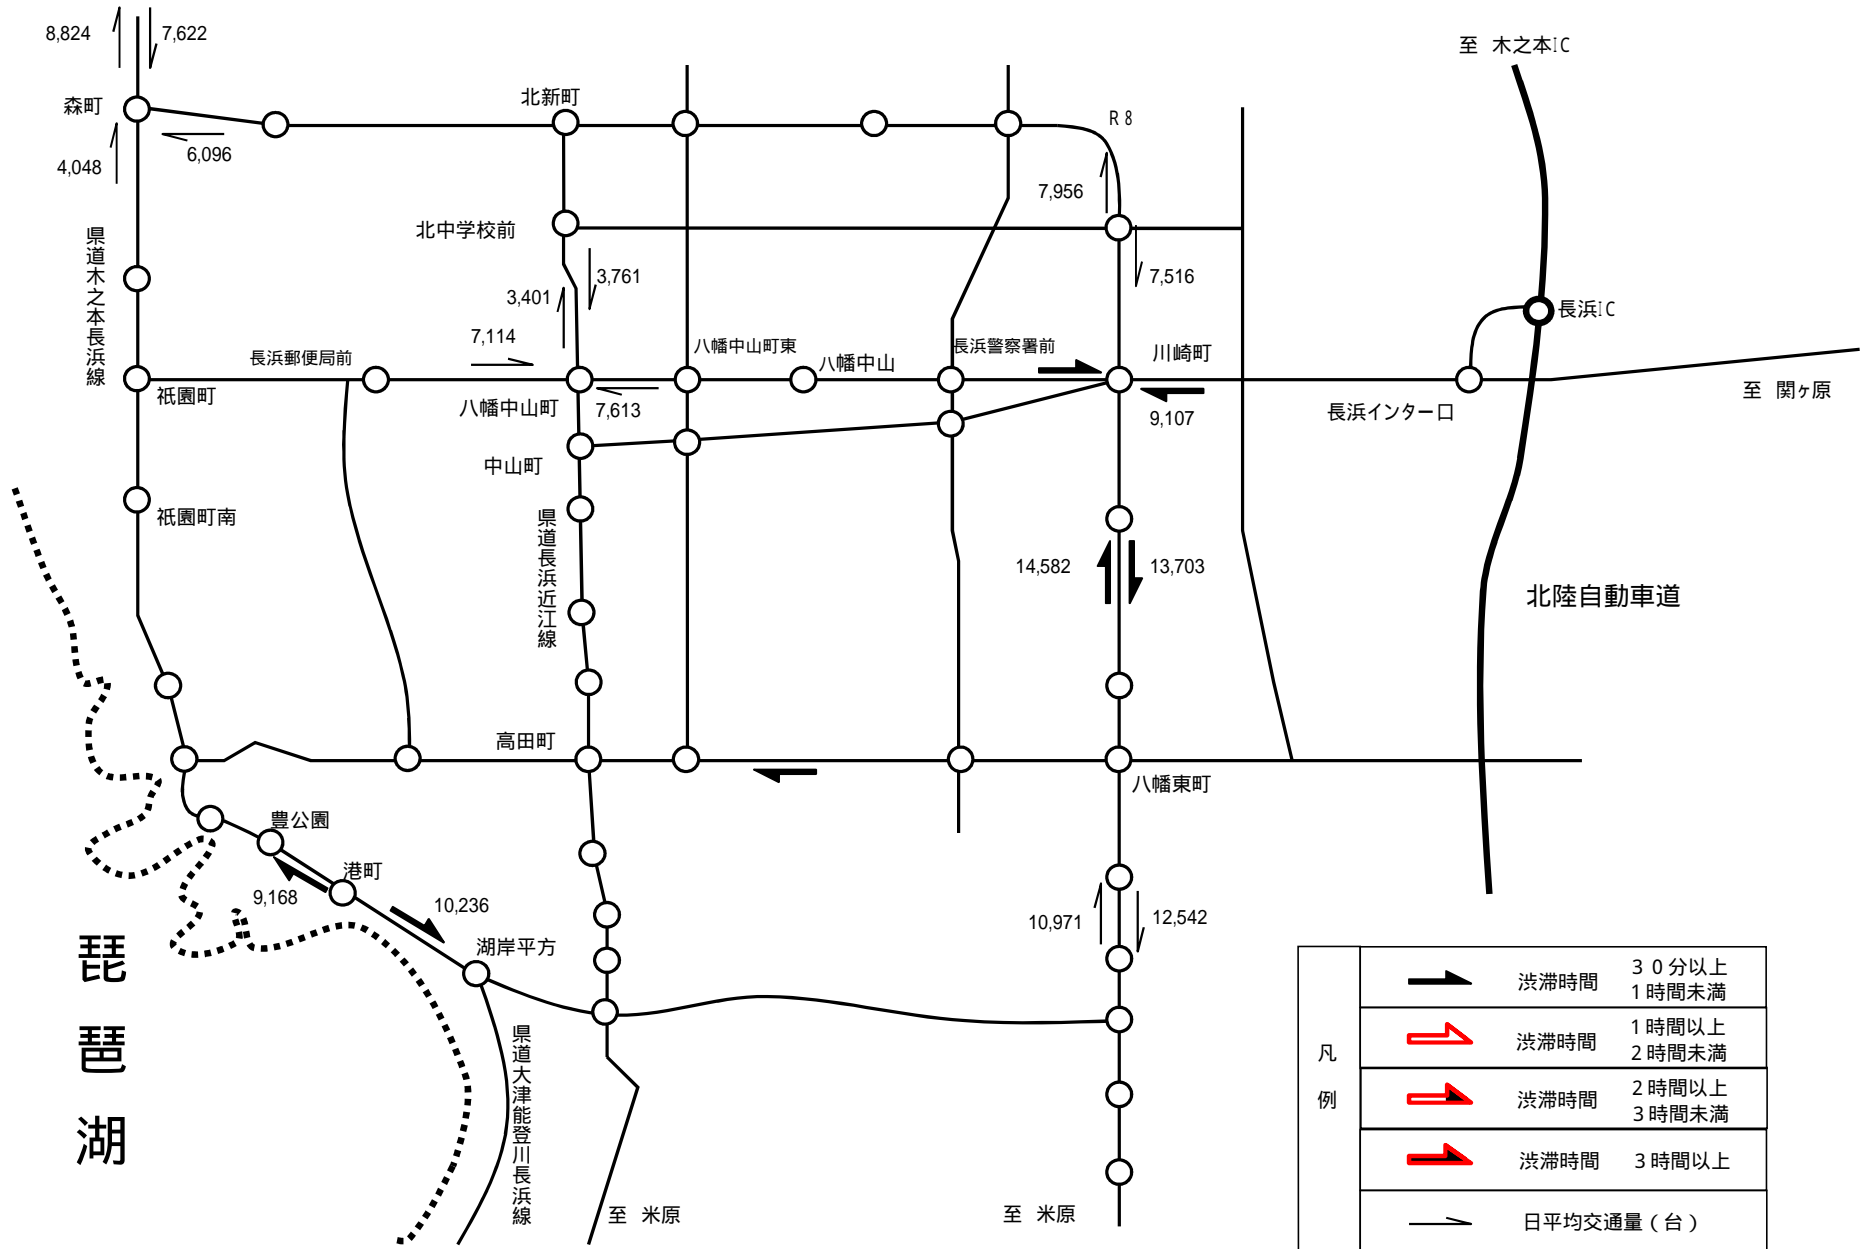 8,824
7,622
至 木之本IC
森町
北新町
R 8
6,096
4,048
7,956
県道木之本長浜線
北中学校前
3,761
7,516
3,401
長浜IC
7,114
長浜郵便局前
八幡中山町東
八幡中山
長浜警察署前
川崎町
祇園町
八幡中山町
7,613
9,107
長浜インター口
至 関ヶ原
中山町
祇園町南
県道長浜近江線
14,582
13,703
北陸自動車道
高田町
八幡東町
豊公園
港町
9,168
10,236
10,971
12,542
湖岸平方
琵琶湖
県道大津能登川長浜線
至 米原
至 米原
凡例
渋滞時間 30分以上
1時間未満
渋滞時間 1時間以上
2時間未満
渋滞時間 2時間以上
3時間未満
渋滞時間 3時間以上
日平均交通量(台)